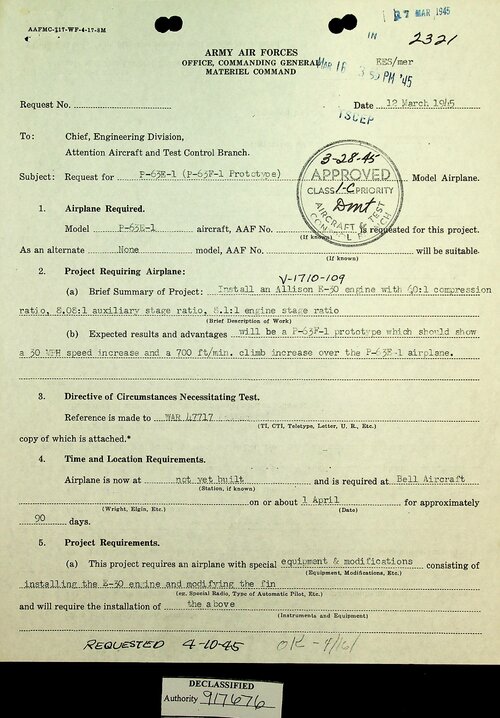 27 MAR 1945
AAFMC-117-WF-4-17-3M
IN 2321
ARMY AIR FORCES
OFFICE, COMMANDING GENERAL
MATERIEL COMMAND
MAR 16 3 50 PM '45
EES/mer
Request No.
Date 12 March 1945
TSCEP
To: Chief, Engineering Division,
Attention Aircraft and Test Control Branch.
3-28-45
APPROVED
CLASS 1-C PRIORITY
AIRCRAFT & TEST
CONTROL BRANCH
Subject: Request for P-63E-1 (P-63F-1 Prototype) Model Airplane.
1. Airplane Required.
Model P-63E-1 aircraft, AAF No. is requested for this project.
(If known)
As an alternate None model, AAF No. will be suitable.
(If known)
2. Project Requiring Airplane:
V-1710-109
(a) Brief Summary of Project: Install an Allison E-30 engine with 60:1 compression
ratio, 8.08:1 auxiliary stage ratio, 8.1:1 engine stage ratio
(Brief Description of Work)
(b) Expected results and advantages will be a P-63F-1 prototype which should show
a 30 MPH speed increase and a 700 ft/min. climb increase over the P-63E-1 airplane.
3. Directive of Circumstances Necessitating Test.
Reference is made to WAR 47717
(TI, CTI, Teletype, Letter, U. R., Etc.)
copy of which is attached.*
4. Time and Location Requirements.
Airplane is now at not yet built and is required at Bell Aircraft
(Station, if known)
on or about 1 April for approximately
(Wright, Elgin, Etc.) (Date)
90 days.
5. Project Requirements.
(a) This project requires an airplane with special equipment & modifications consisting of
(Equipment, Modifications, Etc.)
installing the E-30 engine and modifying the fin
(eg. Special Radio, Type of Automatic Pilot, Etc.)
and will require the installation of the above
(Instruments and Equipment)
REQUESTED 4-10-45 OK - 4/16/
DECLASSIFIED
Authority 917676